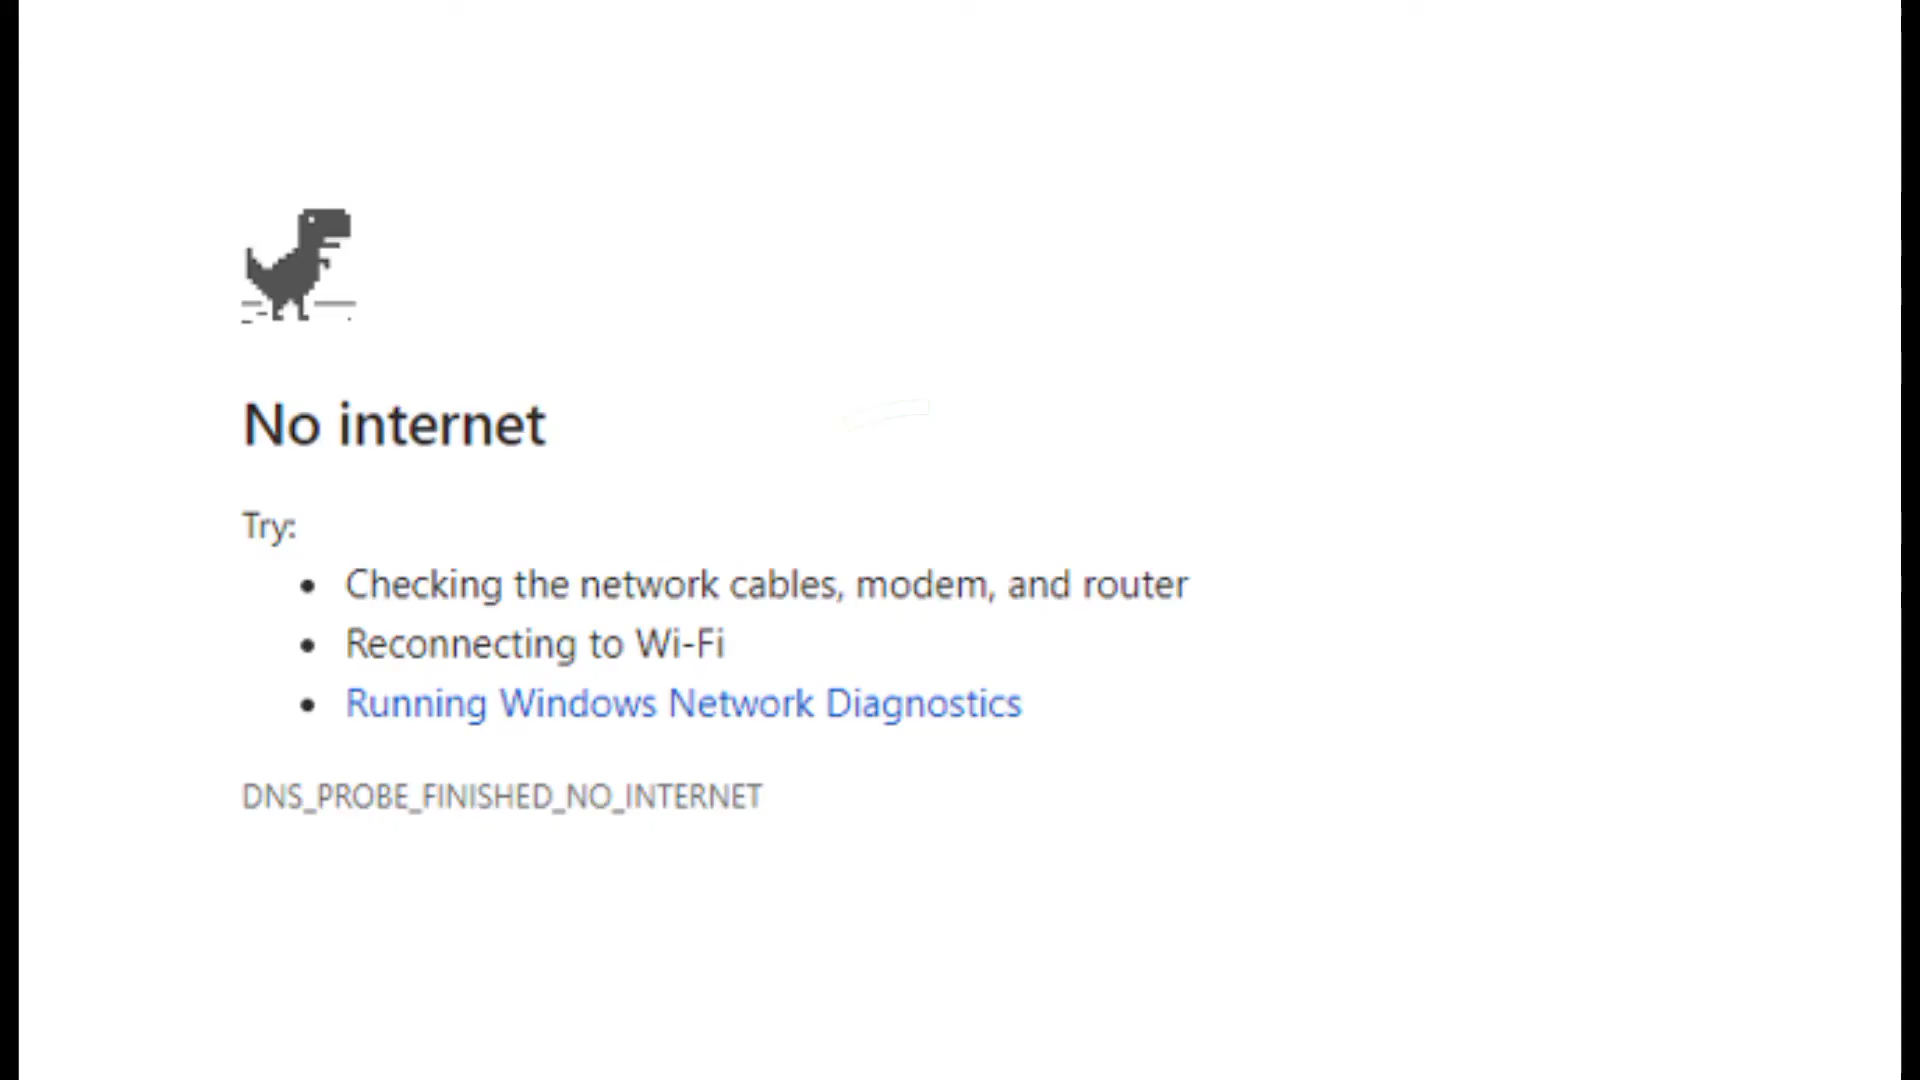 No internet
Try:
Checking the network cables, modem, and router
Reconnecting to Wi-Fi
Running Windows Network Diagnostics
DNS_PROBE_FINISHED_NO_INTERNET